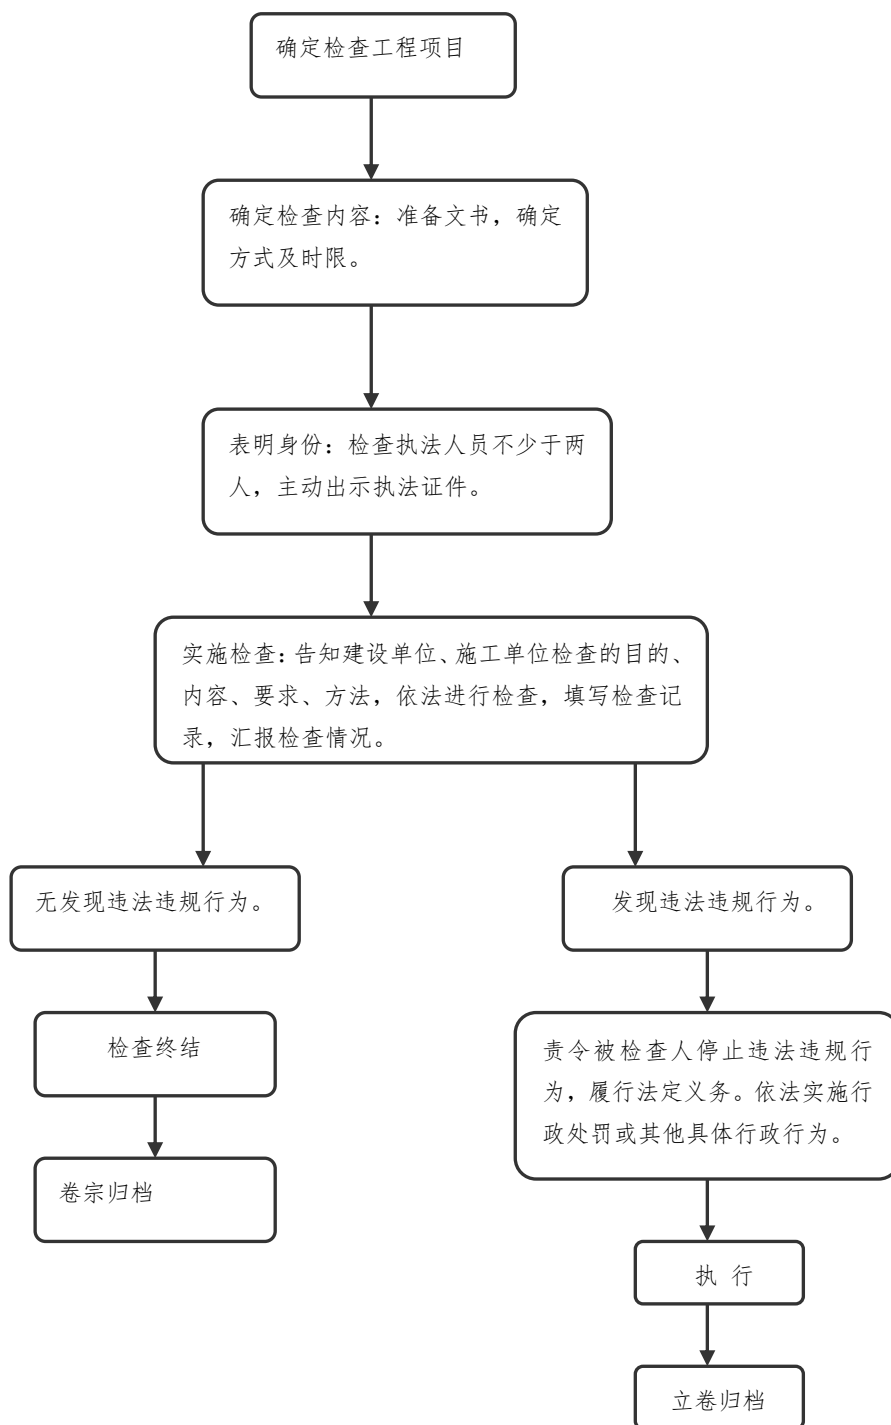 确定检查工程项目
确定检查内容：准备文书，确定
方式及时限。
表明身份：检查执法人员不少于两
人，主动出示执法证件。
实施检查：告知建设单位、施工单位检查的目的、
内容、要求、方法，依法进行检查，填写检查记
录，汇报检查情况。
无发现违法违规行为。
发现违法违规行为。
检查终结
责令被检查人停止违法违规行
为，履行法定义务。依法实施行
政处罚或其他具体行政行为。
卷宗归档
执 行
立卷归档